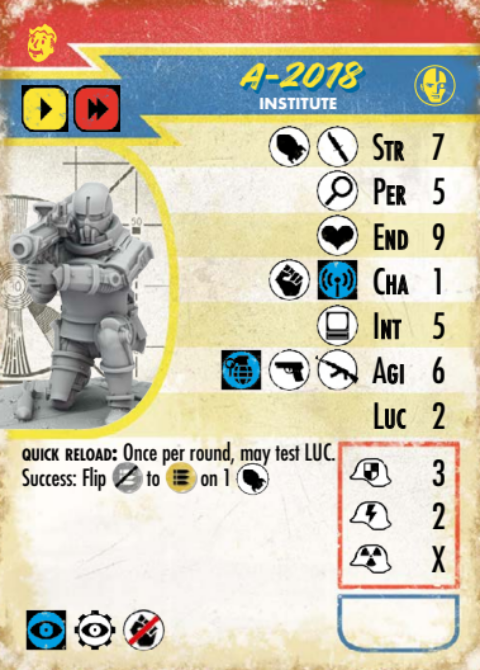 A-2018
INSTITUTE
STR 7
PER 5
END 9
CHA 1
INT 5
AGI 6
LUC 2
50
QUICK RELOAD: Once per round, may test LUC.
Success: Flip to on 1
3
2
X